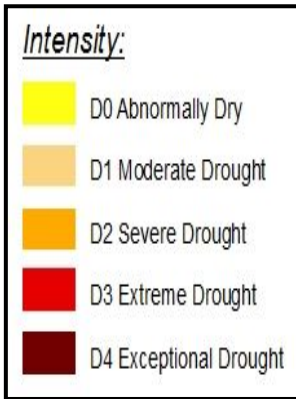 Intensity:
D0 Abnormally Dry
D1 Moderate Drought
D2 Severe Drought
D3 Extreme Drought
D4 Exceptional Drought